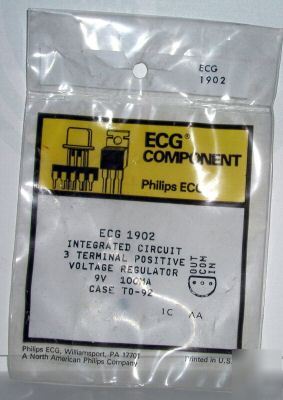 ECG
1902
ECG®
COMPONENT
Philips ECG
ECG 1902
INTEGRATED CIRCUIT
3 TERMINAL POSITIVE
VOLTAGE REGULATOR
9V 100MA
CASE TO-92
OUT
COM
IN
1C AA
Philips ECG, Williamsport, PA 17701
A North American Philips Company
Printed in U.S.